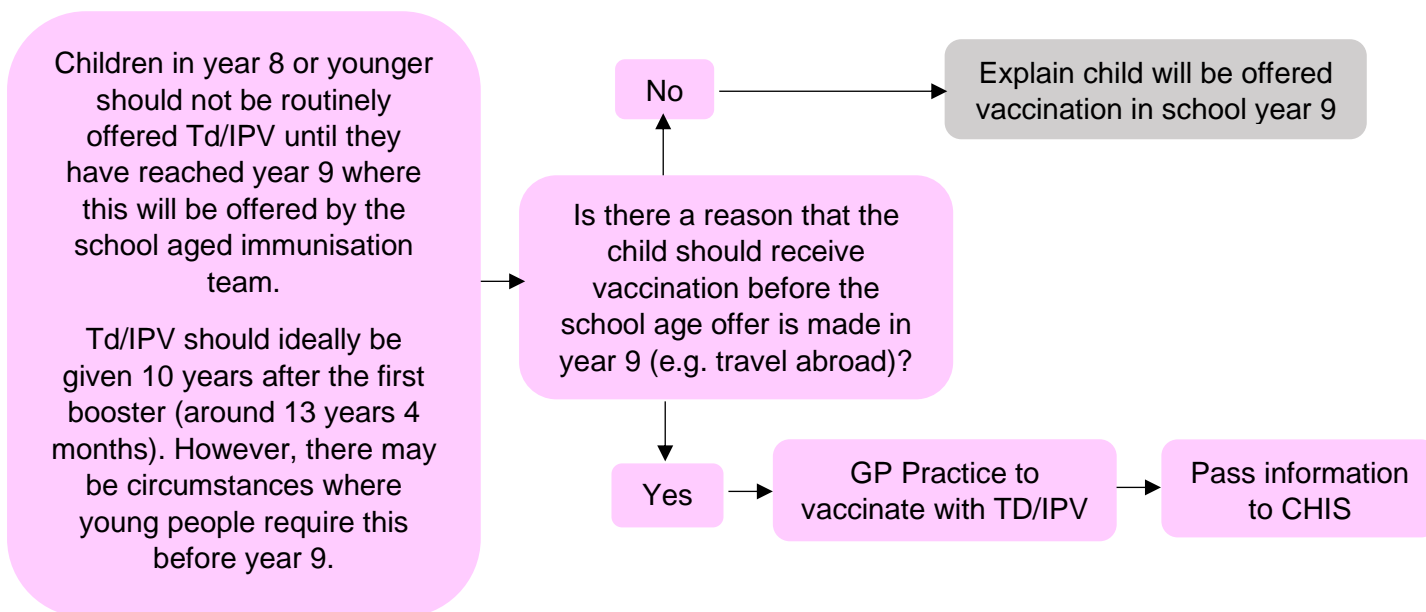 Children in year 8 or younger
should not be routinely
offered Td/IPV until they
have reached year 9 where
this will be offered by the
school aged immunisation
team.
Td/IPV should ideally be
given 10 years after the first
booster (around 13 years 4
months). However, there may
be circumstances where
young people require this
before year 9.
Is there a reason that the
child should receive
vaccination before the
school age offer is made in
year 9 (e.g. travel abroad)?
No
Explain child will be offered
vaccination in school year 9
Yes
GP Practice to
vaccinate with TD/IPV
Pass information
to CHIS